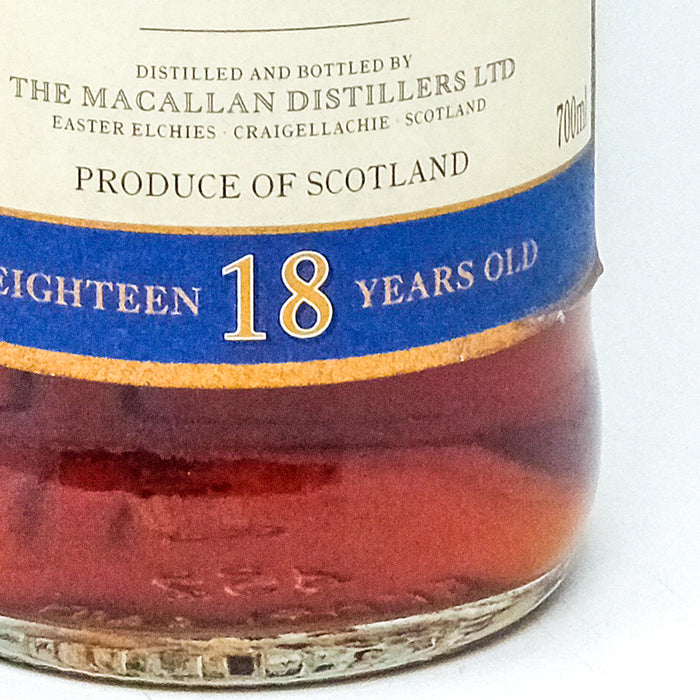 DISTILLED AND BOTTLED BY
THE MACALLAN DISTILLERS LTD
EASTER ELCHIES · CRAIGELLACHIE · SCOTLAND
700ml
PRODUCE OF SCOTLAND
EIGHTEEN 18 YEARS OLD